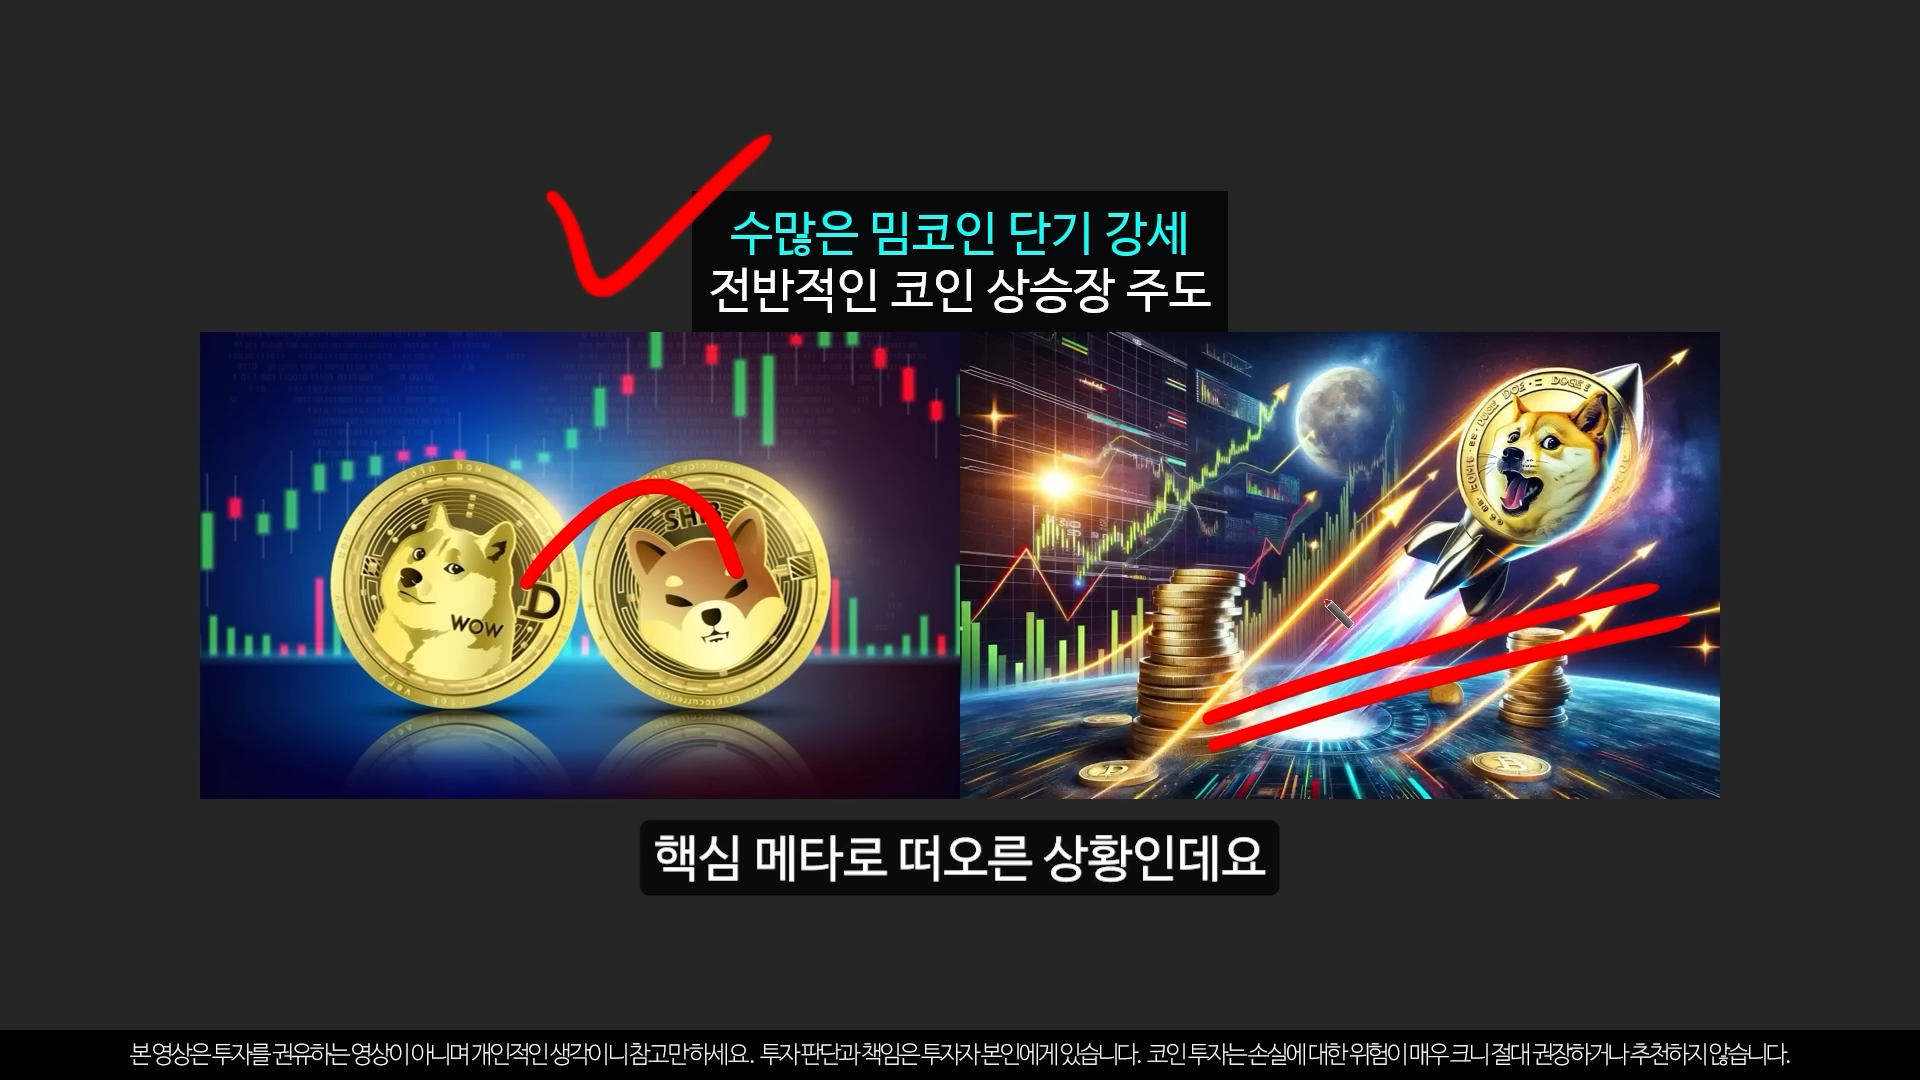 수많은 밈코인 단기 강세
전반적인 코인 상승장 주도
SHIB
WOW
D
핵심 메타로 떠오른 상황인데요
본 영상은 투자를 권유하는 영상이 아니며 개인적인 생각이니 참고만 하세요. 투자 판단과 책임은 투자자 본인에게 있습니다. 코인 투자는 손실에 대한 위험이 매우 크니 절대 권장하거나 추천하지 않습니다.